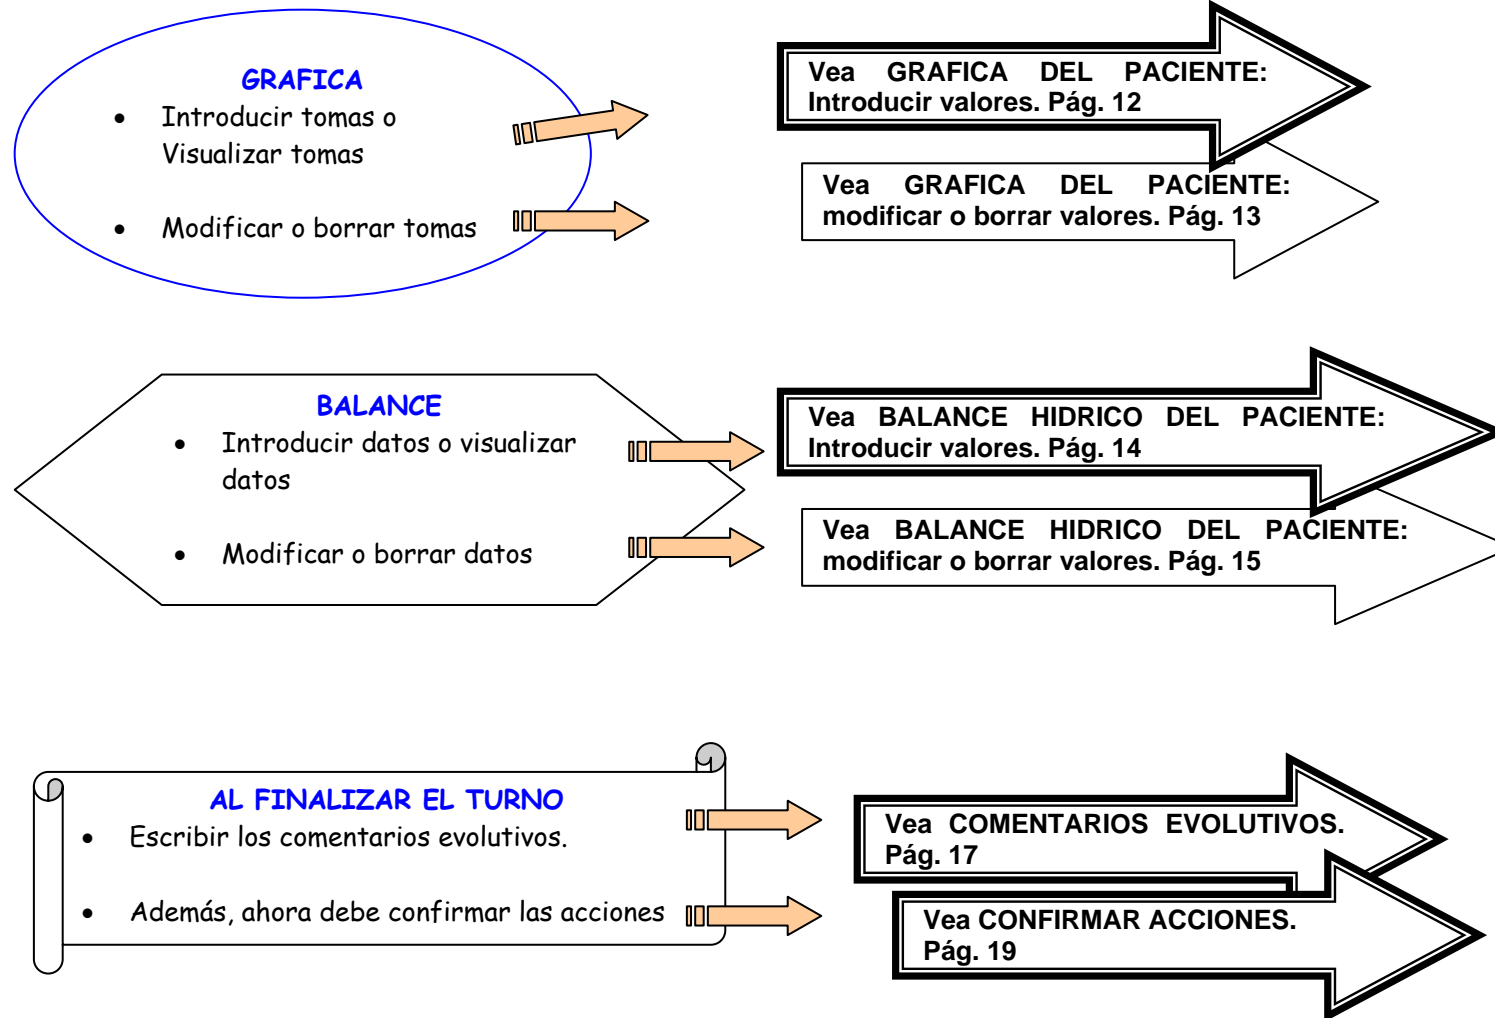 GRAFICA
• Introducir tomas o
Visualizar tomas
• Modificar o borrar tomas
Vea GRAFICA DEL PACIENTE:
Introducir valores. Pág. 12
Vea GRAFICA DEL PACIENTE:
modificar o borrar valores. Pág. 13
BALANCE
• Introducir datos o visualizar
datos
• Modificar o borrar datos
Vea BALANCE HIDRICO DEL PACIENTE:
Introducir valores. Pág. 14
Vea BALANCE HIDRICO DEL PACIENTE:
modificar o borrar valores. Pág. 15
AL FINALIZAR EL TURNO
• Escribir los comentarios evolutivos.
• Además, ahora debe confirmar las acciones
Vea COMENTARIOS EVOLUTIVOS.
Pág. 17
Vea CONFIRMAR ACCIONES.
Pág. 19